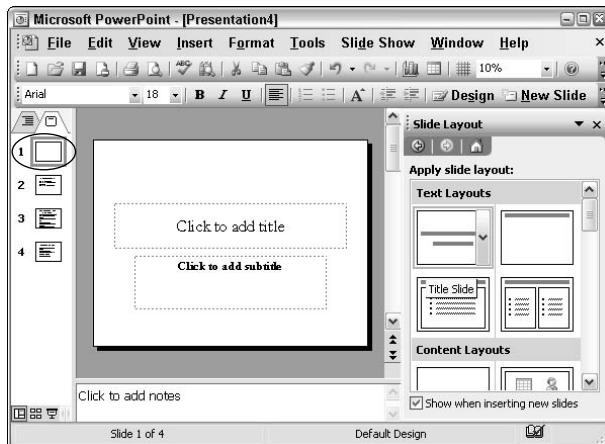 Microsoft PowerPoint - [Presentation4]
File Edit View Insert Format Tools Slide Show Window Help
ABC
10%
Arial 18 B I U A Design New Slide
1
2
3
4
Click to add title
Click to add subtitle
Click to add notes
Slide Layout
Apply slide layout:
Text Layouts
Title Slide
Content Layouts
Show when inserting new slides
Slide 1 of 4 Default Design